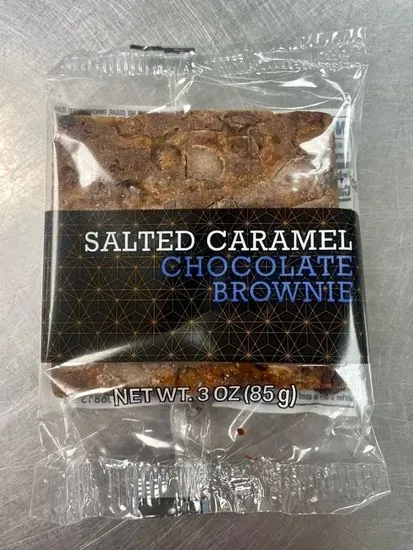 SALTED CARAMEL
CHOCOLATE
BROWNIE
NET WT. 3 OZ (85 g)